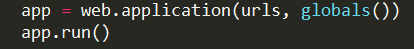 app = web.application(urls, globals())
app.run()